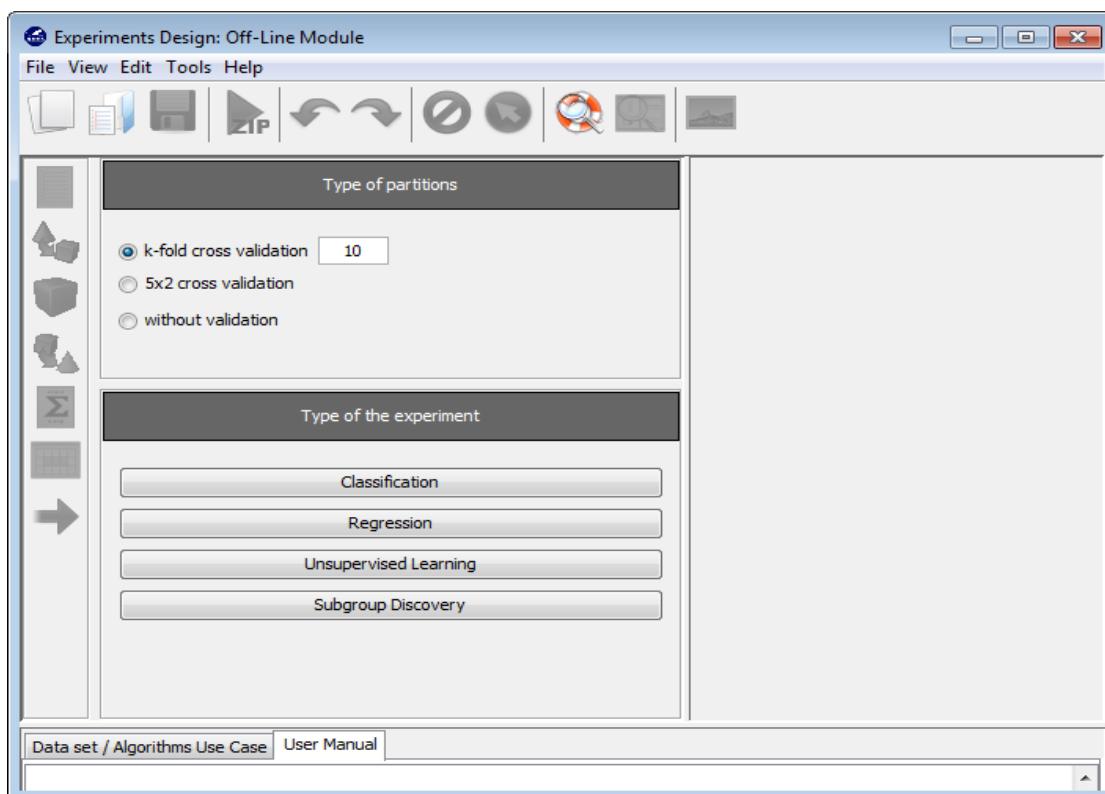 Experiments Design: Off-Line Module
File View Edit Tools Help
ZIP
Type of partitions
k-fold cross validation 10
5x2 cross validation
without validation
Σ
Type of the experiment
Classification
Regression
Unsupervised Learning
Subgroup Discovery
Data set / Algorithms Use Case User Manual